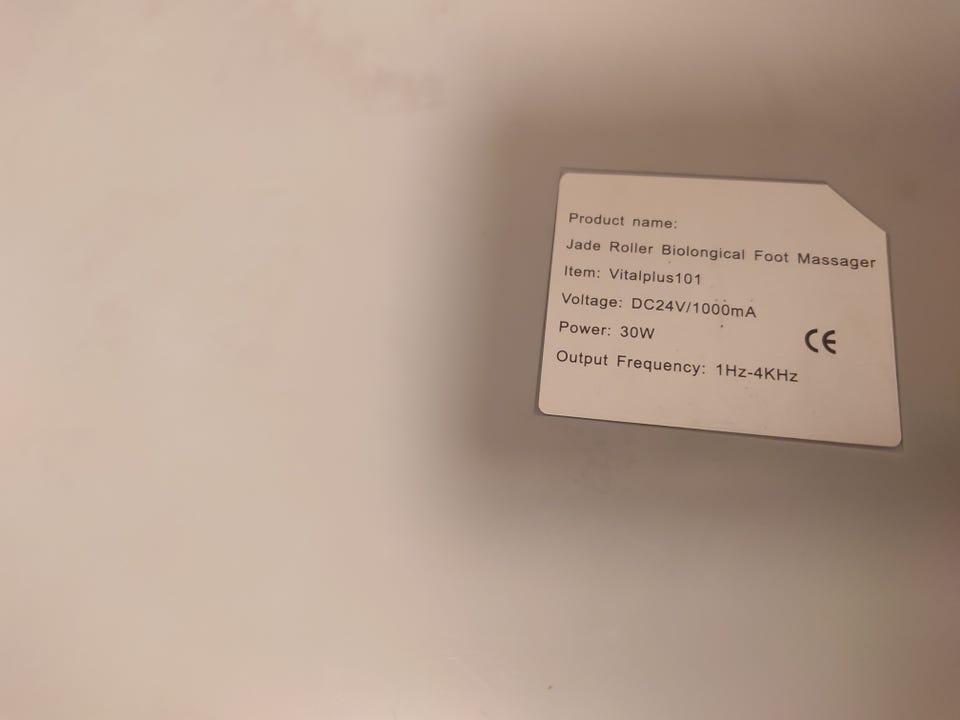 Product name:
Jade Roller Biolongical Foot Massager
Item: Vitalplus101
Voltage: DC24V/1000mA
Power: 30W
Output Frequency: 1Hz-4KHz
CE